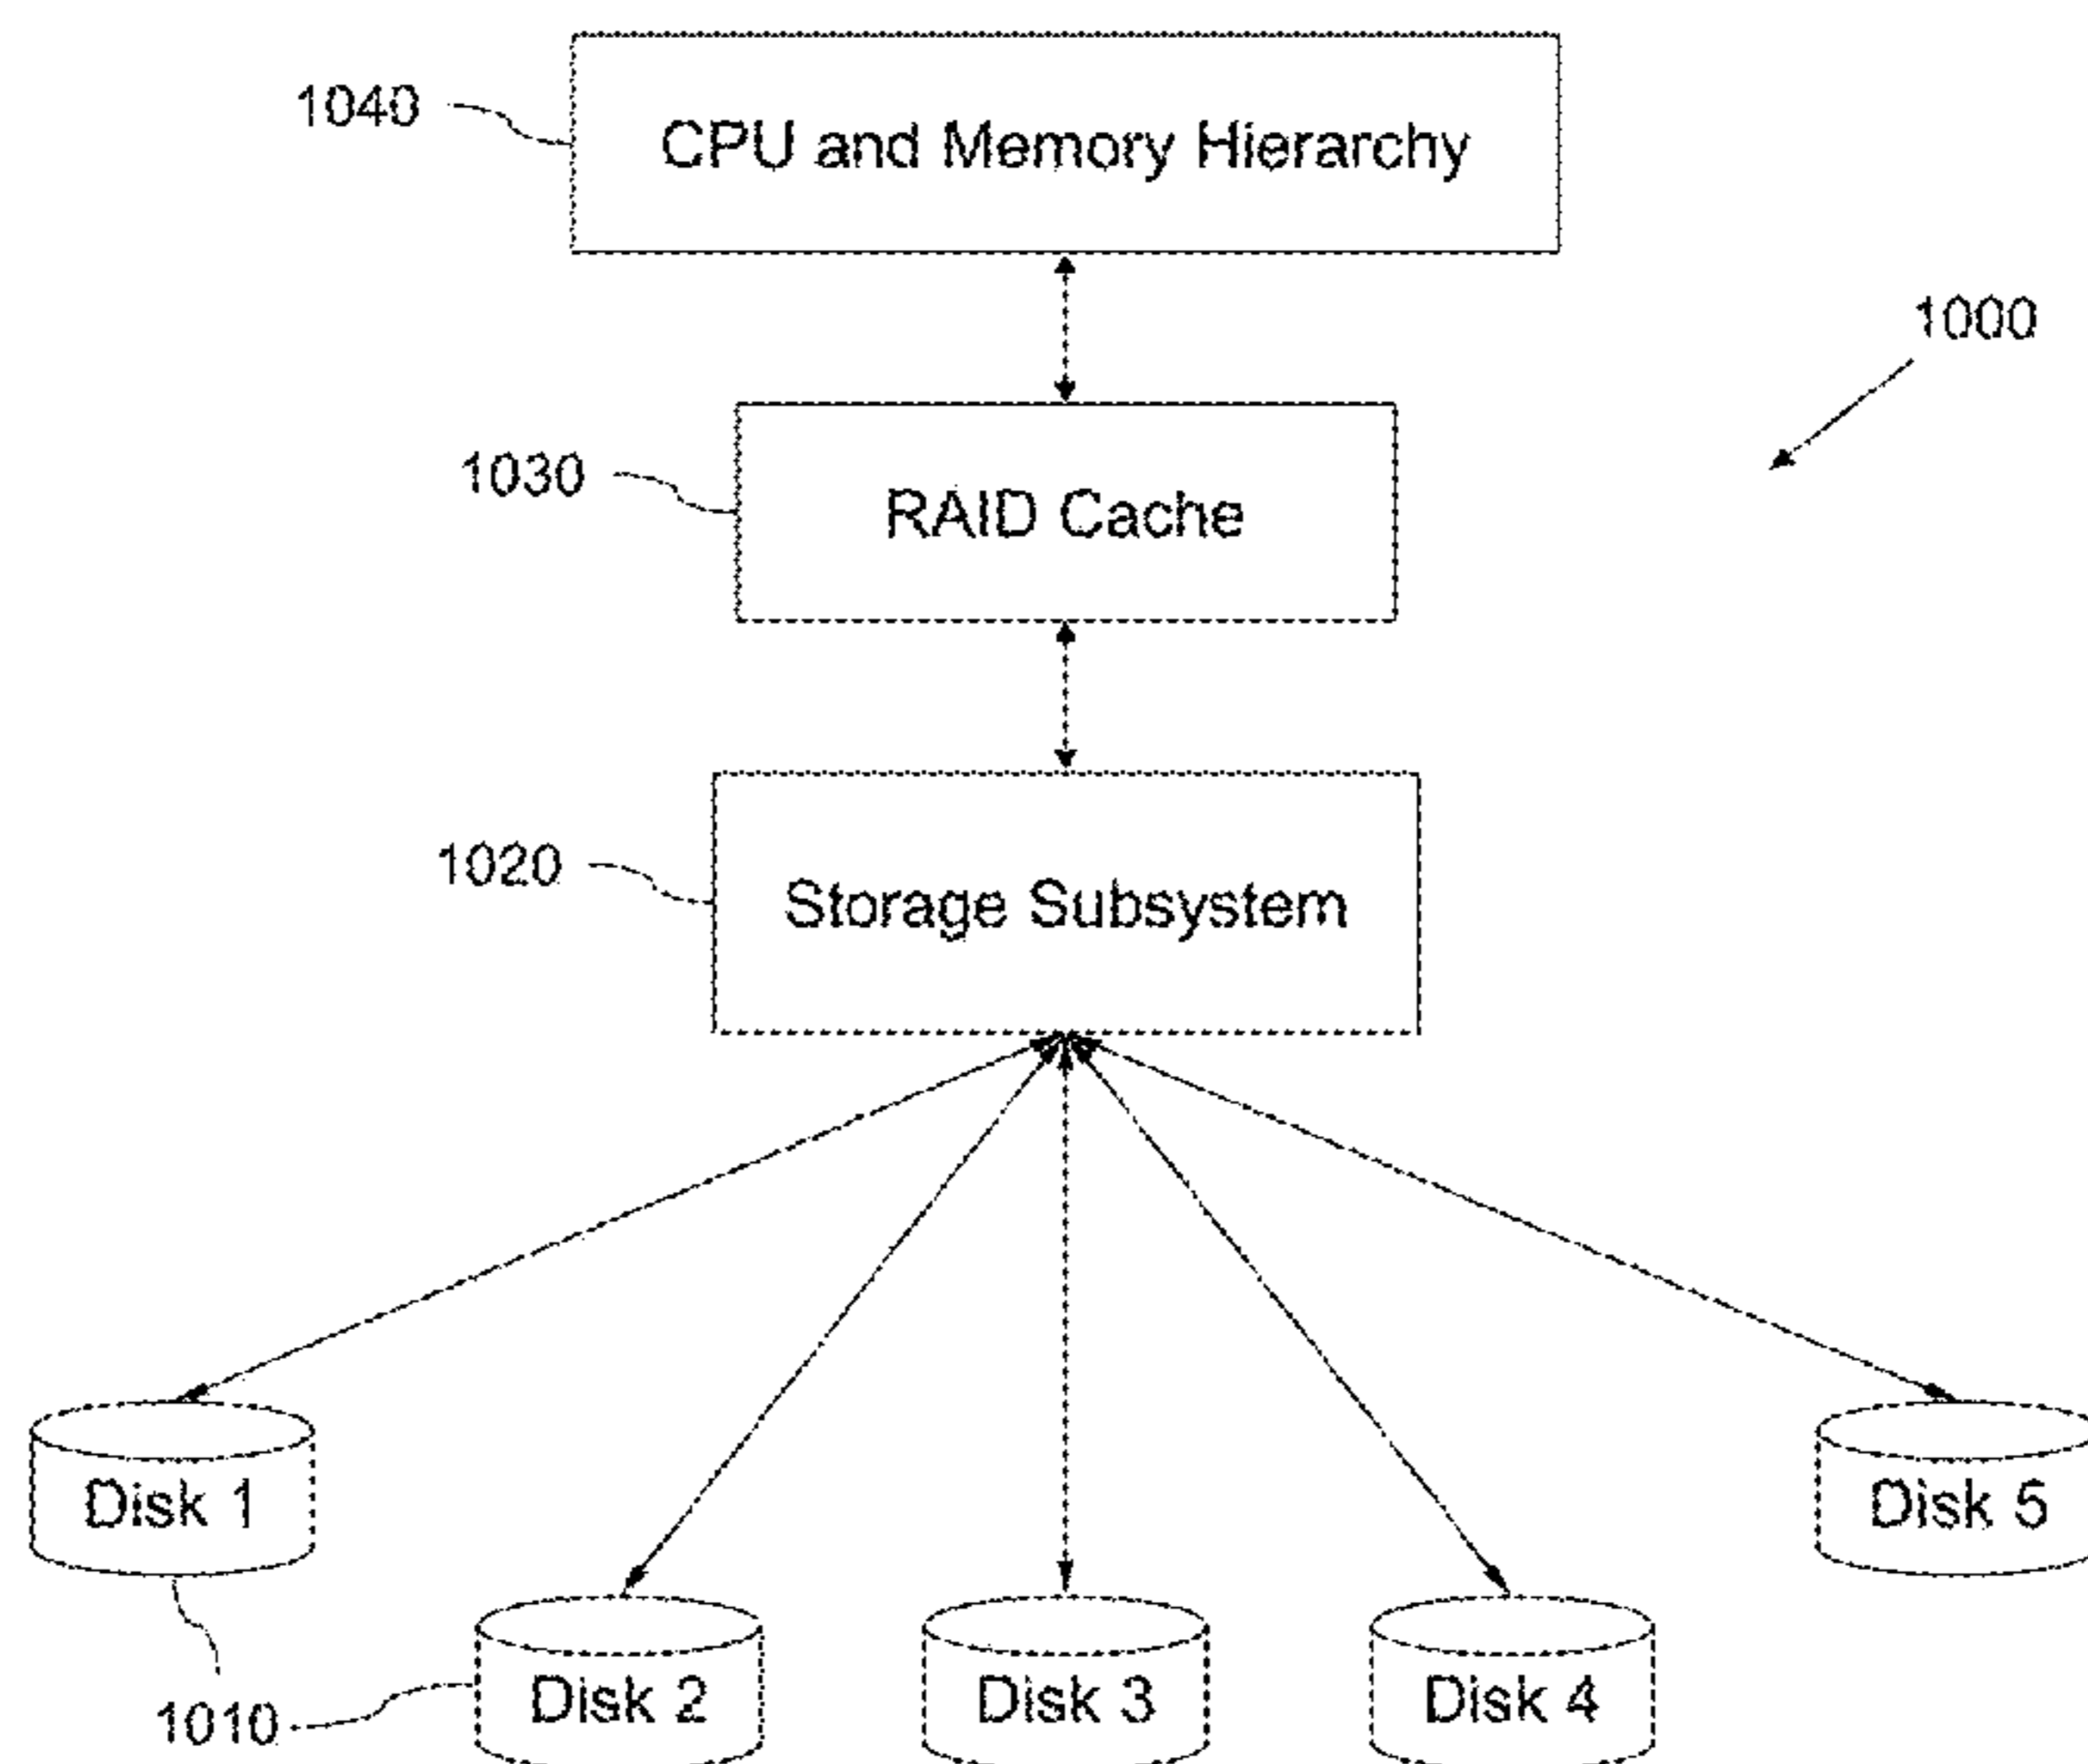 1040
CPU and Memory Hierarchy
1000
1030
RAID Cache
1020
Storage Subsystem
Disk 1
Disk 5
1010
Disk 2
Disk 3
Disk 4